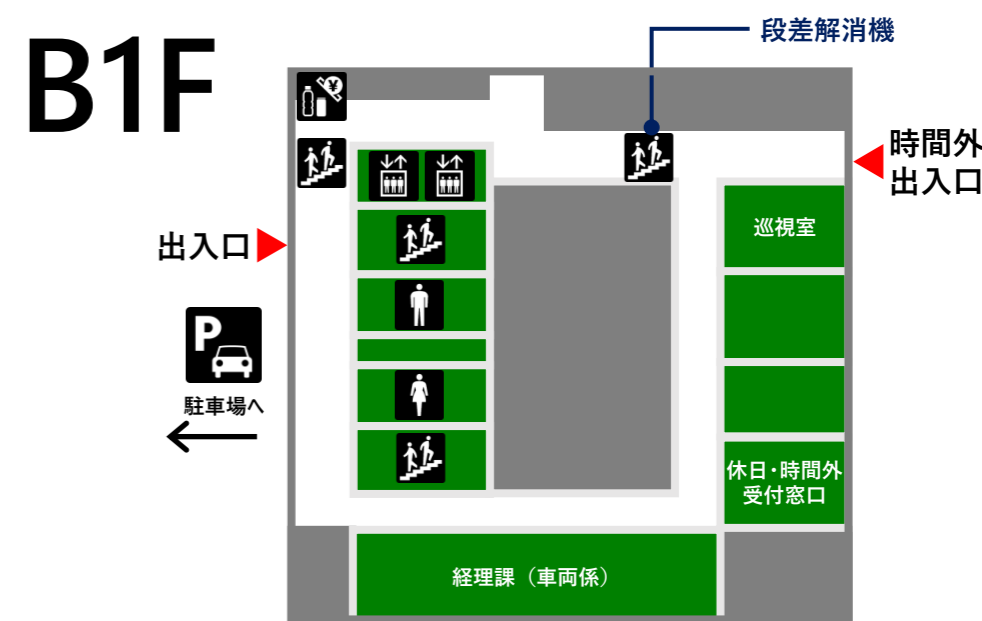 B1F
段差解消機
¥
時間外
出入口
巡視室
出入口
P
駐車場へ
休日・時間外
受付窓口
経理課（車両係）